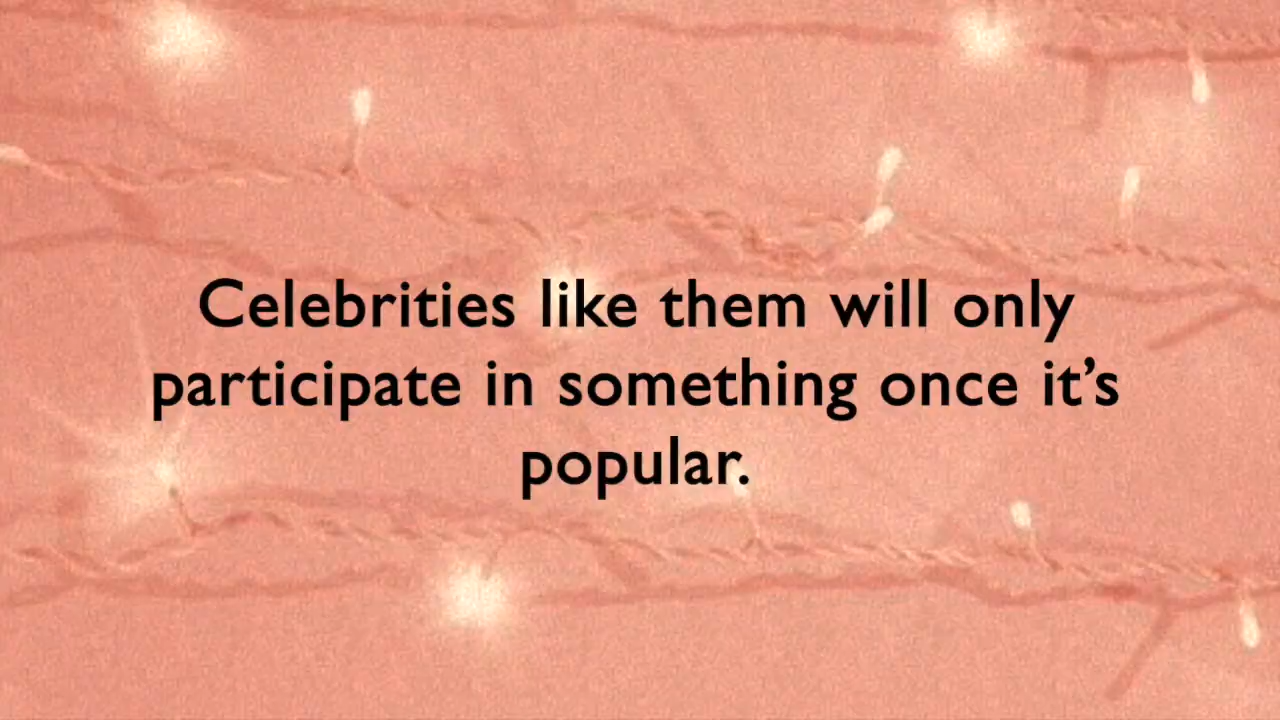 Celebrities like them will only
participate in something once it’s
popular.